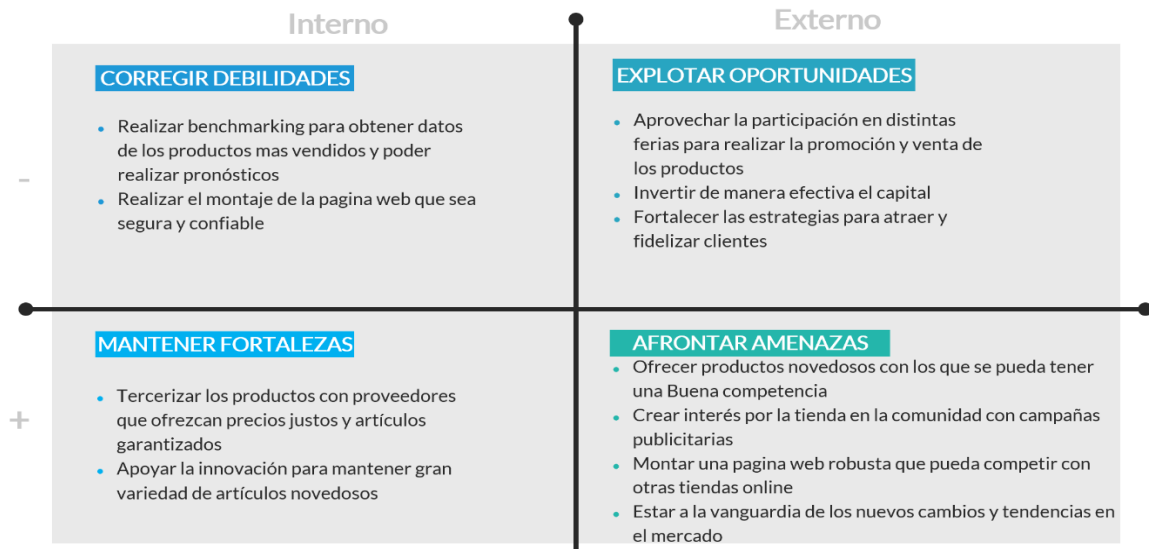 Interno
Externo
CORREGIR DEBILIDADES
• Realizar benchmarking para obtener datos
de los productos mas vendidos y poder
realizar pronósticos
• Realizar el montaje de la pagina web que sea
segura y confiable
EXPLOTAR OPORTUNIDADES
• Aprovechar la participación en distintas
ferias para realizar la promoción y venta de
los productos
• Invertir de manera efectiva el capital
• Fortalecer las estrategias para atraer y
fidelizar clientes
-
MANTENER FORTALEZAS
• Tercerizar los productos con proveedores
que ofrezcan precios justos y artículos
garantizados
• Apoyar la innovación para mantener gran
variedad de artículos novedosos
+
AFRONTAR AMENAZAS
• Ofrecer productos novedosos con los que se pueda tener
una Buena competencia
• Crear interés por la tienda en la comunidad con campañas
publicitarias
• Montar una pagina web robusta que pueda competir con
otras tiendas online
• Estar a la vanguardia de los nuevos cambios y tendencias en
el mercado